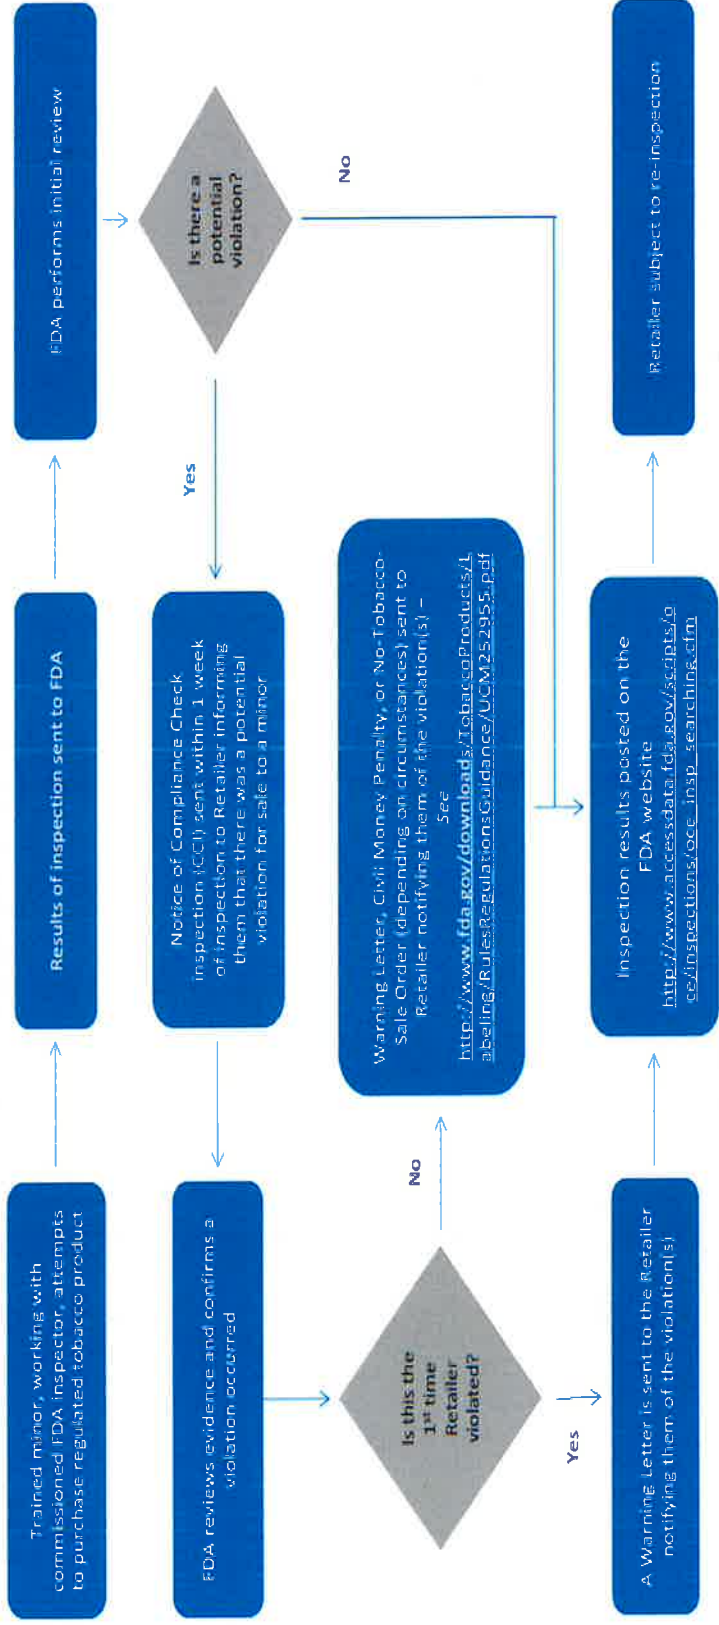 Trained minor, working with
commissioned FDA inspector, attempts
to purchase regulated tobacco product
Results of inspection sent to FDA
FDA performs initial review
Is there a
potential
violation?
Yes
No
Notice of Compliance Check
Inspection (CCI) sent within 1 week
of inspection to Retailer informing
them that there was a potential
violation for sale to a minor
FDA reviews evidence and confirms a
violation occurred
Is this the
1st time
Retailer
violated?
No
Yes
Warning Letter, Civil Money Penalty, or No-Tobacco-
Sale Order (depending on circumstances) sent to
Retailer notifying them of the violation(s) –
See
http://www.fda.gov/downloads/TobaccoProducts/L
abeling/RulesRegulationsGuidance/UCM252955.pdf
A Warning Letter is sent to the Retailer
notifying them of the violation(s)
Inspection results posted on the
FDA website
http://www.accessdata.fda.gov/scripts/o
ce/inspections/oce_insp_searching.cfm
Retailer subject to re-inspection